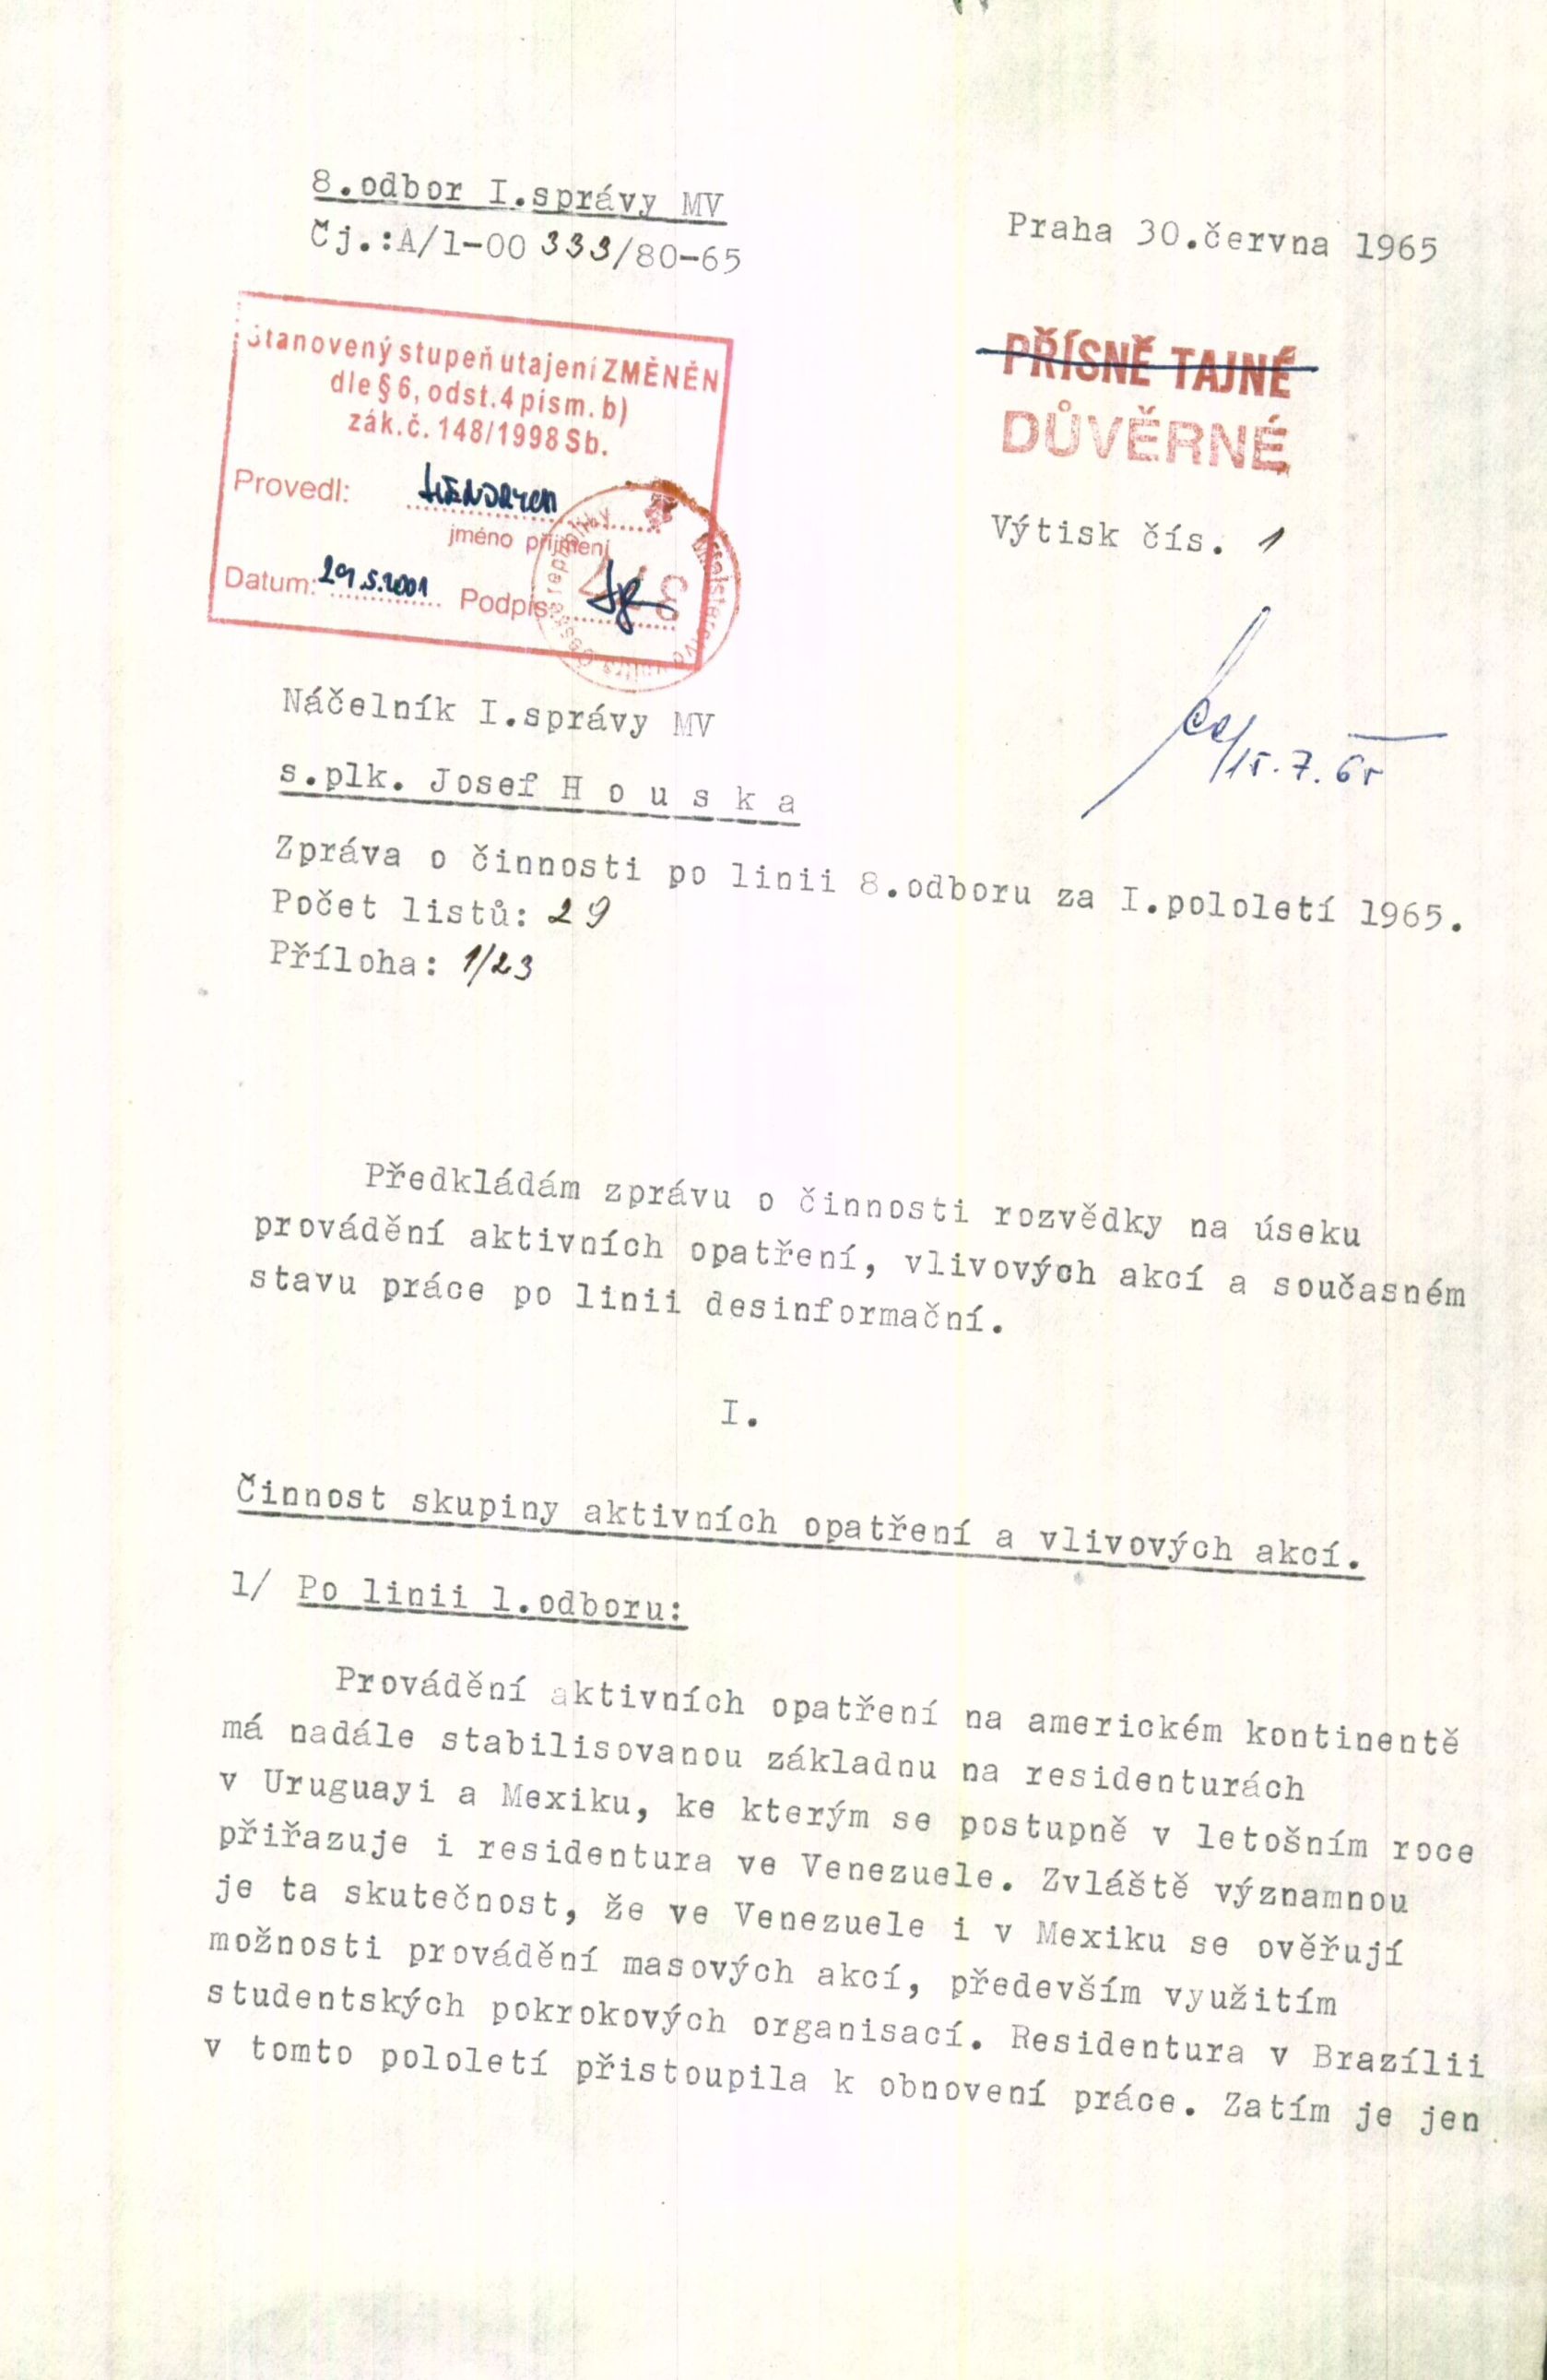 8.odbor I.správy MV
Čj.:A/1-00 333/80-65
Praha 30.června 1965
Stanovený stupeň utajení ZMĚNĚN
dle § 6, odst. 4 písm. b)
zák. č. 148/1998 Sb.
PŘÍSNĚ TAJNÉ
DŮVĚRNÉ
Provedl:
jméno příjmení
Datum: 29.5.2001 Podpis:
Výtisk čís. 1
15.7.65
Náčelník I.správy MV
s.plk. Josef H o u s k a
Zpráva o činnosti po linii 8.odboru za I.pololetí 1965.
Počet listů: 29
Příloha: 1/23
Předkládám zprávu o činnosti rozvědky na úseku
provádění aktivních opatření, vlivových akcí a současném
stavu práce po linii desinformační.
I.
Činnost skupiny aktivních opatření a vlivových akcí.
1/ Po linii 1.odboru:
Provádění aktivních opatření na americkém kontinentě
má nadále stabilisovanou základnu na residenturách
v Uruguayi a Mexiku, ke kterým se postupně v letošním roce
přiřazuje i residentura ve Venezuele. Zvláště významnou
je ta skutečnost, že ve Venezuele i v Mexiku se ověřují
možnosti provádění masových akcí, především využitím
studentských pokrokových organisací. Residentura v Brazílii
v tomto pololetí přistoupila k obnovení práce. Zatím je jen